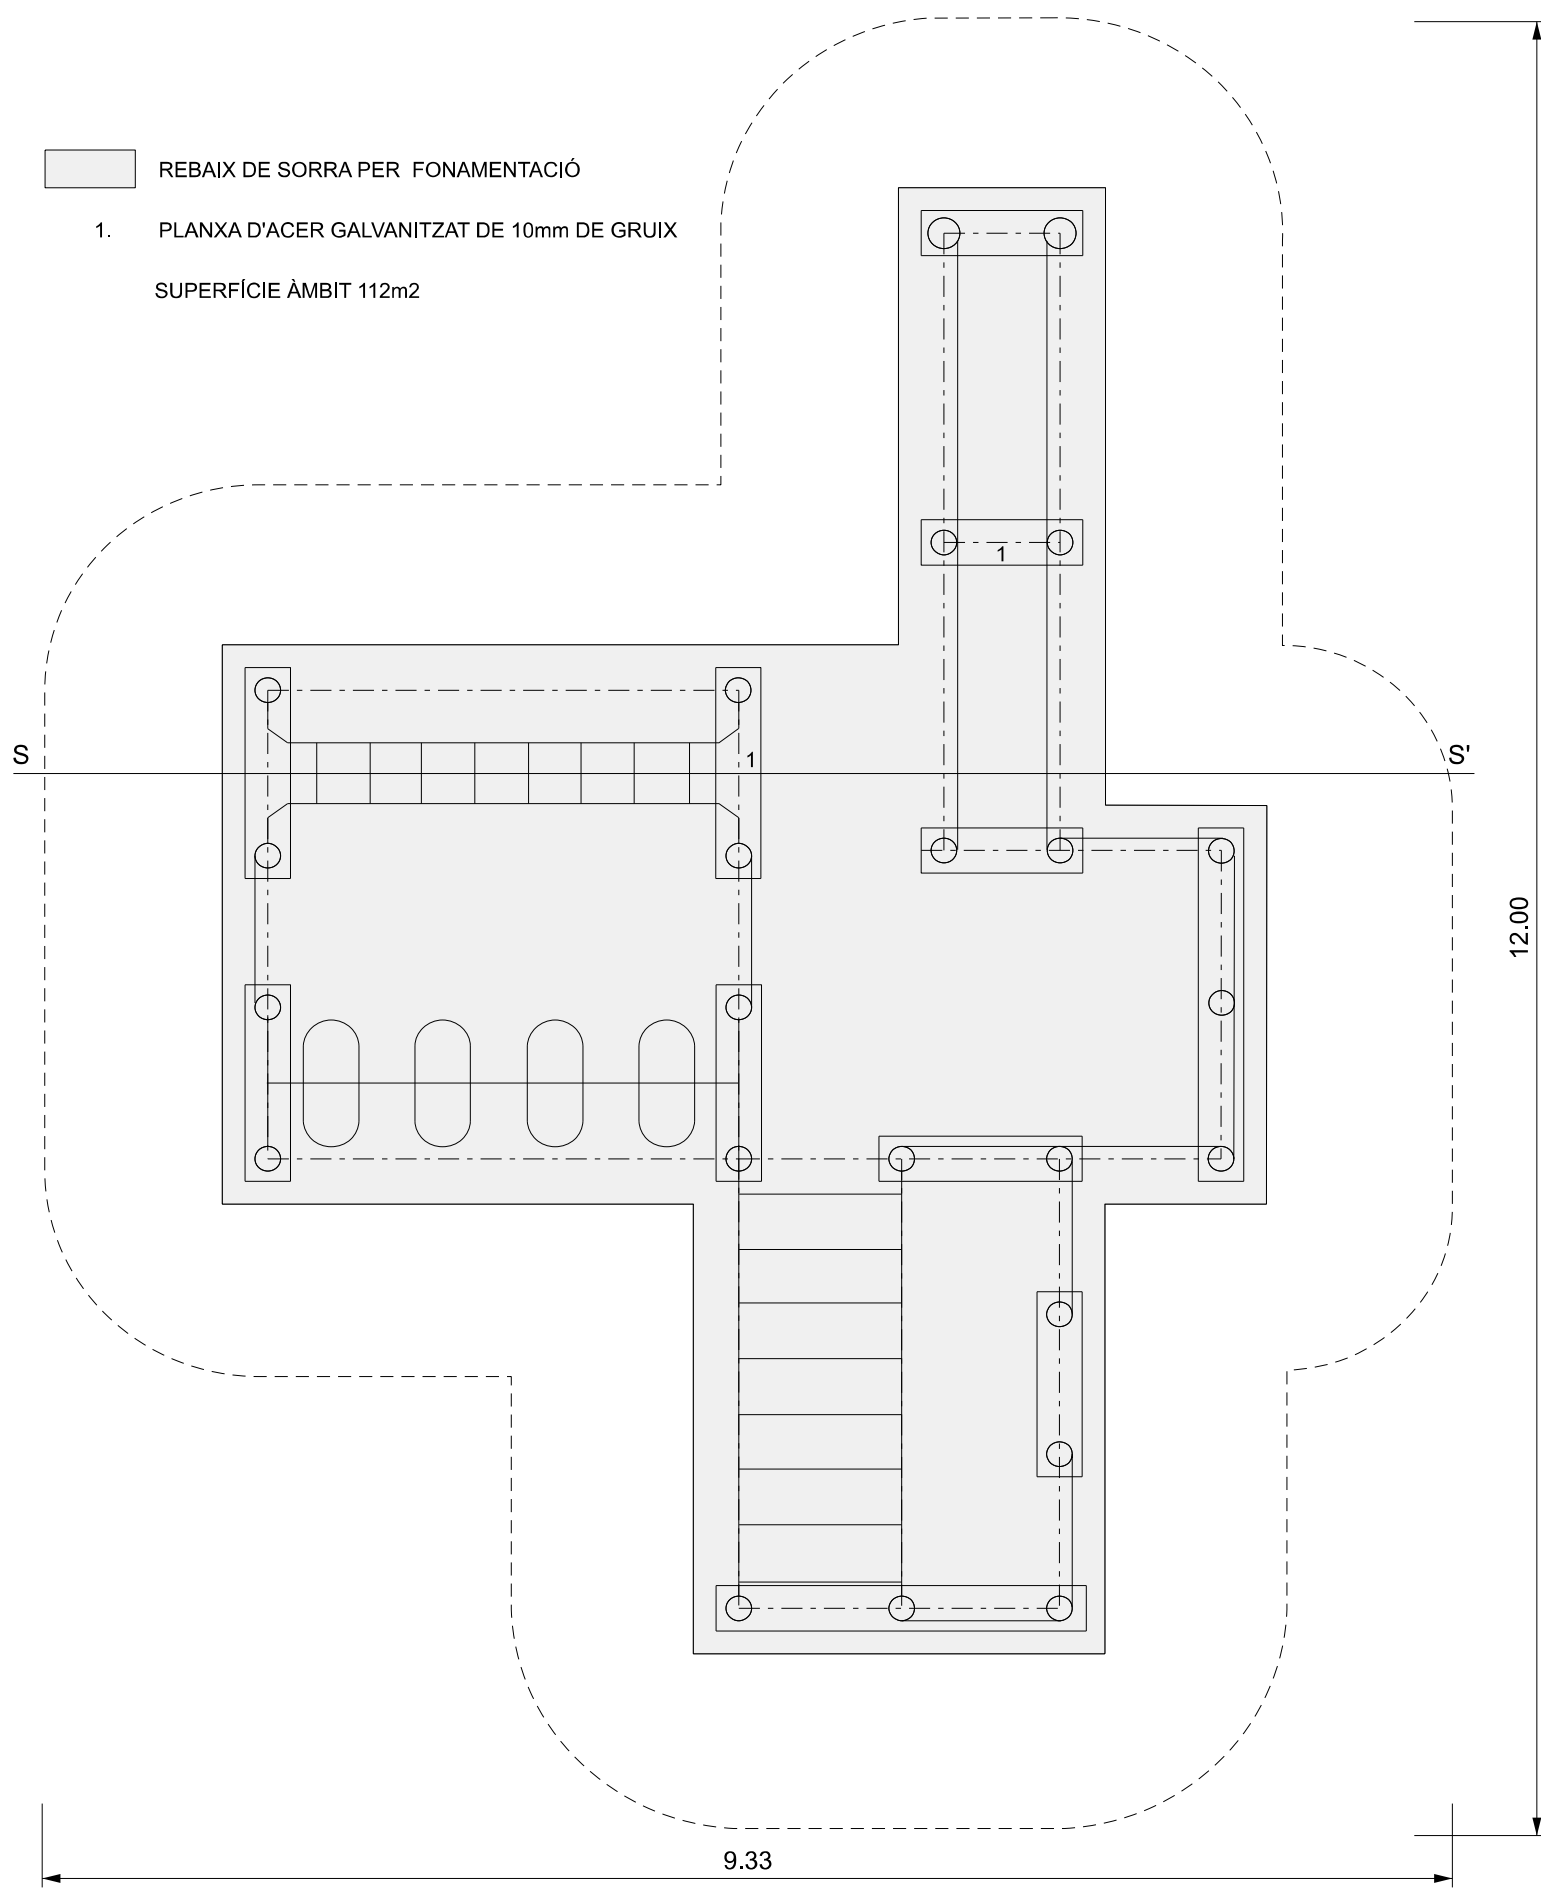 REBAIX DE SORRA PER FONAMENTACIÓ
1. PLANXA D'ACER GALVANITZAT DE 10mm DE GRUIX
SUPERFÍCIE ÀMBIT 112m2
1
S
1
S'
12.00
9.33